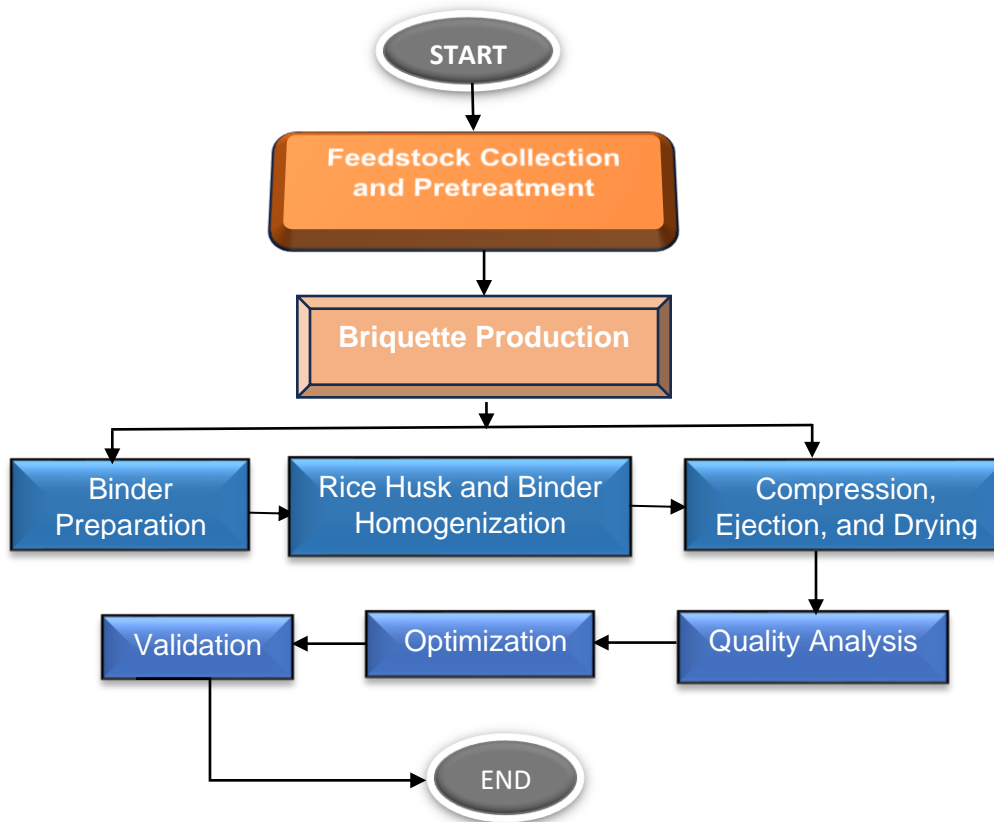 START
Feedstock Collection
and Pretreatment
Briquette Production
Binder
Preparation
Rice Husk and Binder
Homogenization
Compression,
Ejection, and Drying
Validation
Optimization
Quality Analysis
END